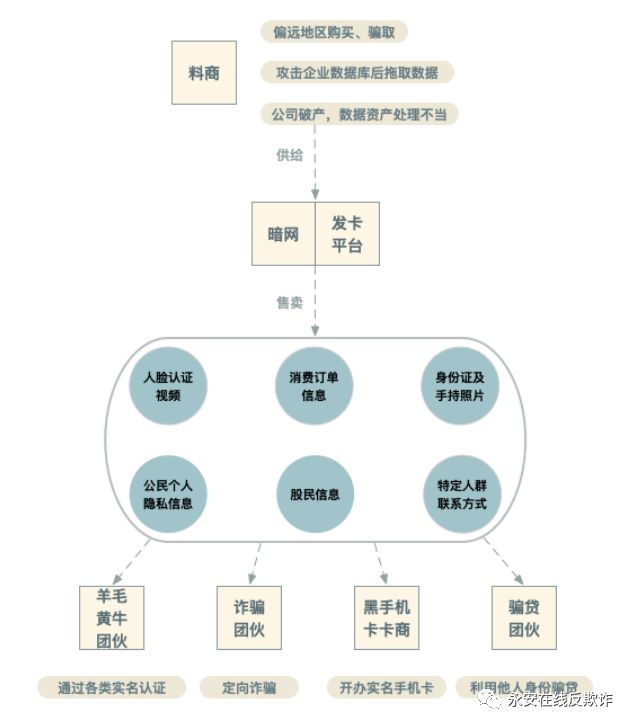 偏远地区购买、骗取
料商
攻击企业数据库后拖取数据
公司破产，数据资产处理不当
供给
暗网
发卡
平台
售卖
人脸认证
视频
消费订单
信息
身份证及
手持照片
公民个人
隐私信息
股民信息
特定人群
联系方式
羊毛
黄牛
团伙
诈骗
团伙
黑手机
卡卡商
骗贷
团伙
通过各类实名认证
定向诈骗
开办实名手机卡
利用他人身份骗贷
永安在线反欺诈